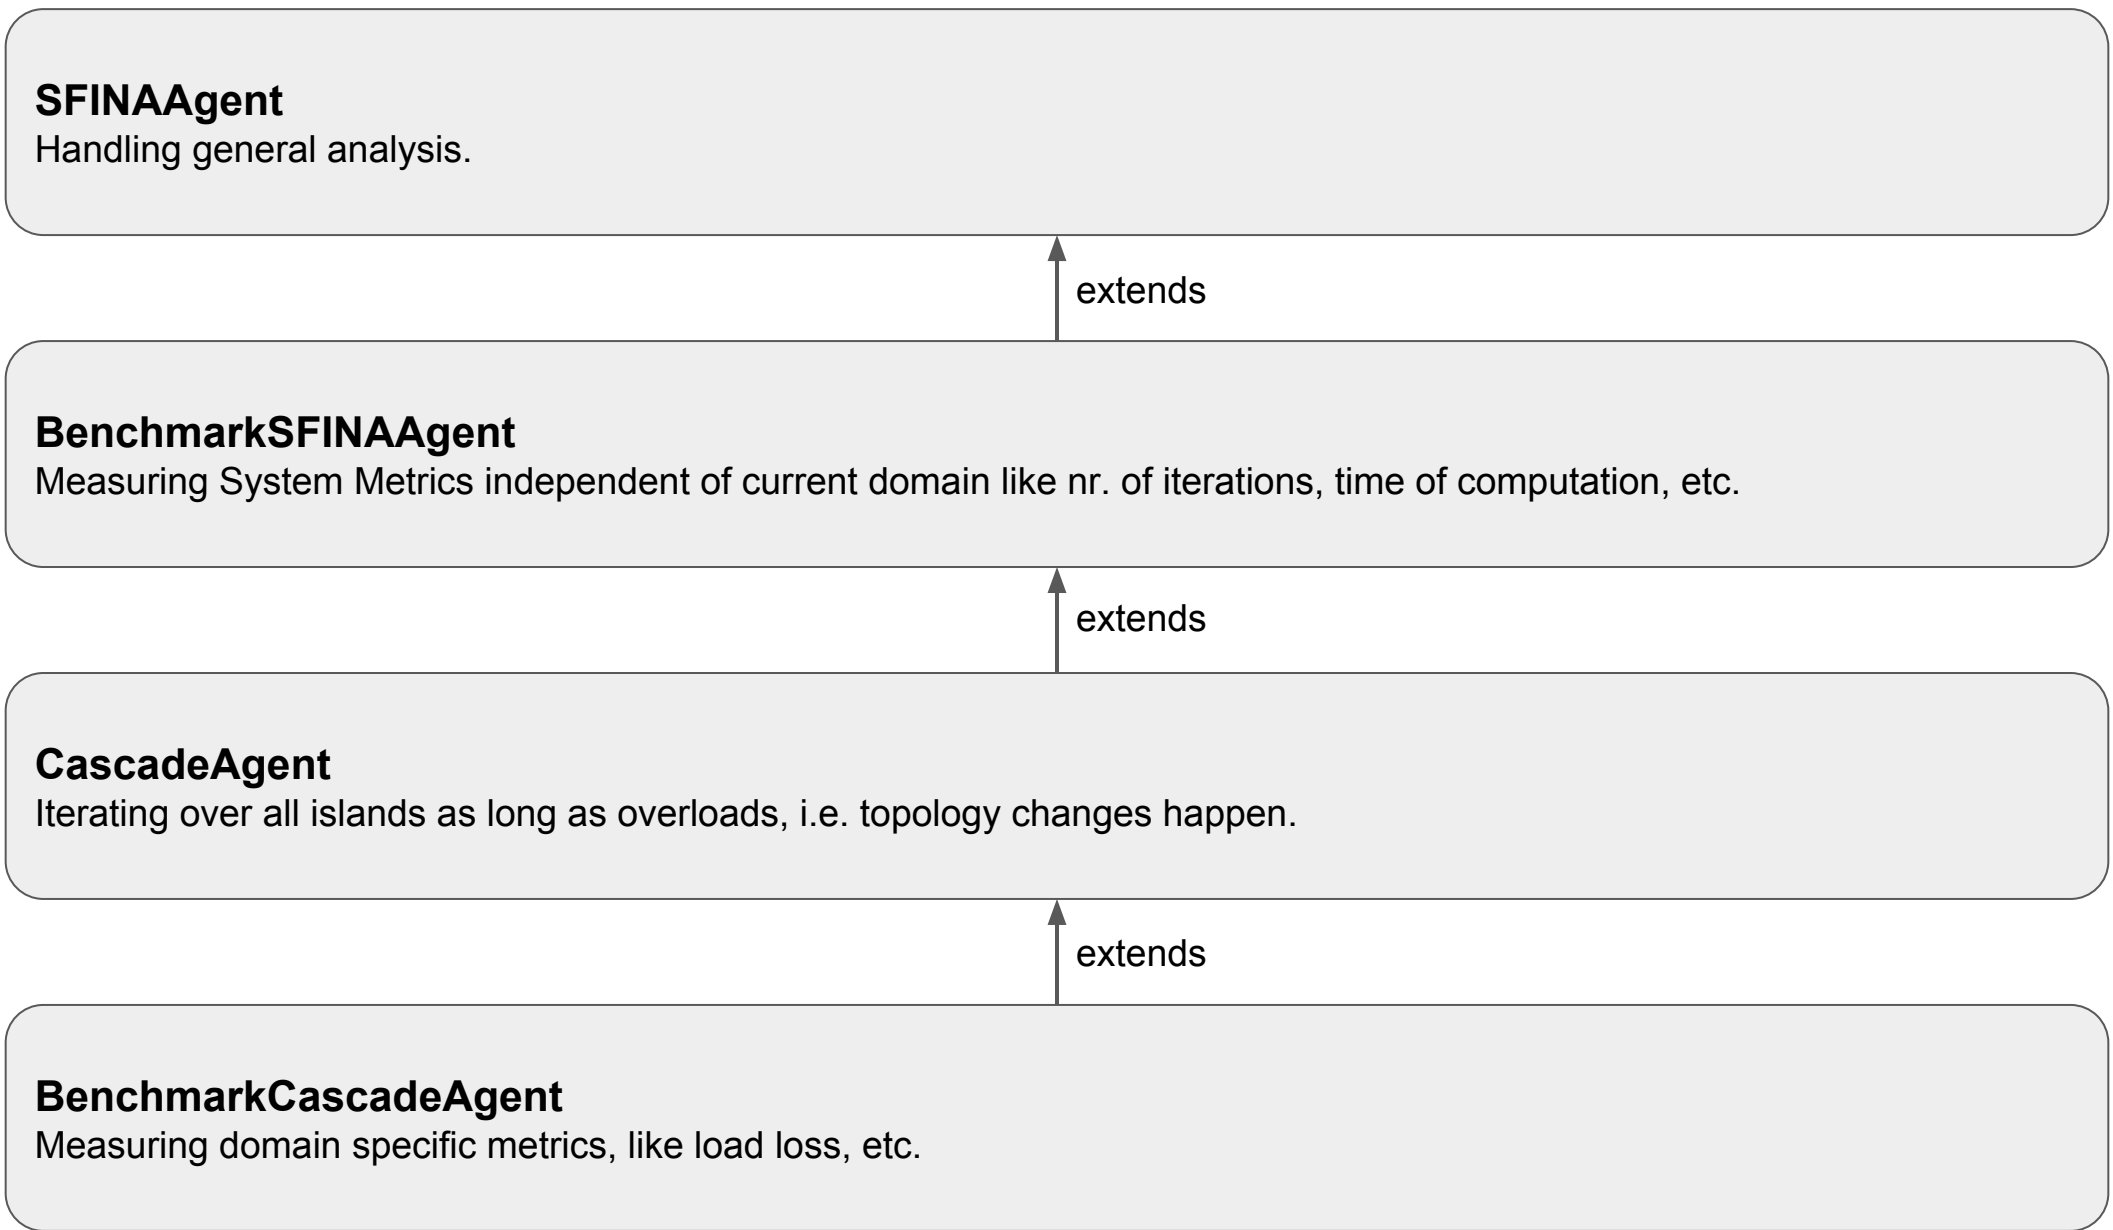 SFINAAgent
Handling general analysis.
extends
BenchmarkSFINAAgent
Measuring System Metrics independent of current domain like nr. of iterations, time of computation, etc.
extends
CascadeAgent
Iterating over all islands as long as overloads, i.e. topology changes happen.
extends
BenchmarkCascadeAgent
Measuring domain specific metrics, like load loss, etc.